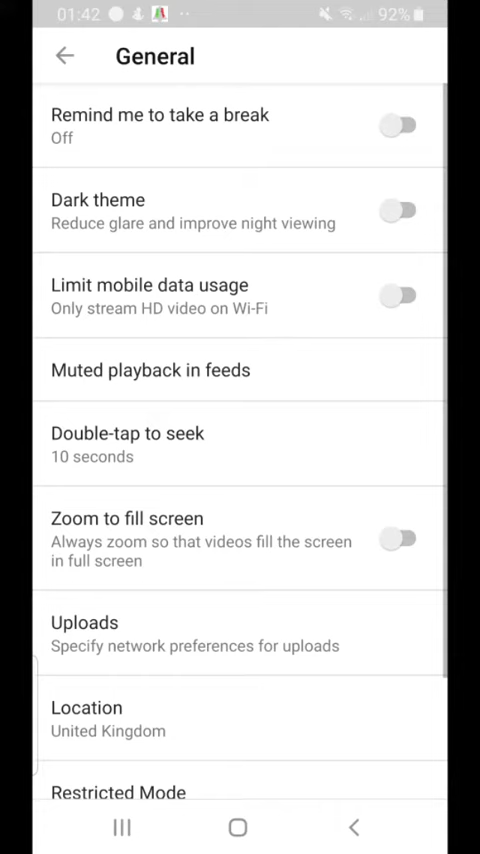 01:42
92%
General
Remind me to take a break
Off
Dark theme
Reduce glare and improve night viewing
Limit mobile data usage
Only stream HD video on Wi-Fi
Muted playback in feeds
Double-tap to seek
10 seconds
Zoom to fill screen
Always zoom so that videos fill the screen
in full screen
Uploads
Specify network preferences for uploads
Location
United Kingdom
Restricted Mode